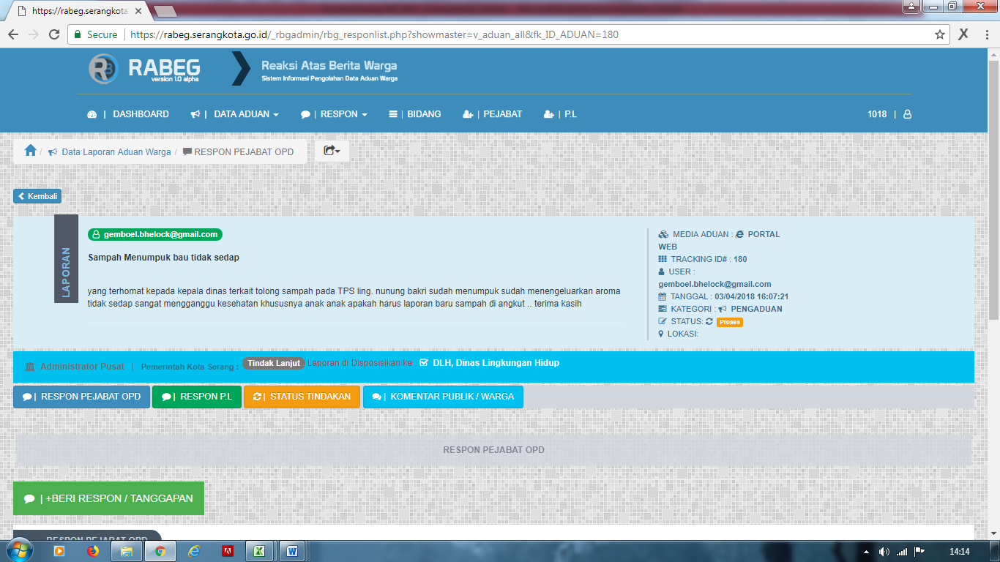 https://rabeg.serangkota
Secure | https://rabeg.serangkota.go.id/_rbgadmin/rbg_responlist.php?showmaster=v_aduan_all&fk_ID_ADUAN=180
RABEG
version 1.0 alpha
Reaksi Atas Berita Warga
Sistem Informasi Pengolahan Data Aduan Warga
| DASHBOARD | DATA ADUAN | RESPON | BIDANG | PEJABAT | P.L 1018 |
/ Data Laporan Aduan Warga / RESPON PEJABAT OPD
Kembali
LAPORAN
gemboel.bhelock@gmail.com
Sampah Menumpuk bau tidak sedap
yang terhomat kepada kepala dinas terkait tolong sampah pada TPS ling. nunung bakri sudah menumpuk sudah menengeluarkan aroma
tidak sedap sangat mengganggu kesehatan khususnya anak anak apakah harus laporan baru sampah di angkut .. terima kasih
MEDIA ADUAN : PORTAL
WEB
TRACKING ID# : 180
USER :
gemboel.bhelock@gmail.com
TANGGAL : 03/04/2018 16:07:21
KATEGORI : PENGADUAN
STATUS: Proses
LOKASI:
Administrator Pusat | Pemerintah Kota Serang : Tindak Lanjut Laporan di Disposisikan ke : DLH, Dinas Lingkungan Hidup
| RESPON PEJABAT OPD | RESPON P.L | STATUS TINDAKAN | KOMENTAR PUBLIK / WARGA
RESPON PEJABAT OPD
| +BERI RESPON / TANGGAPAN
RESPON PEJABAT OPD
14:14